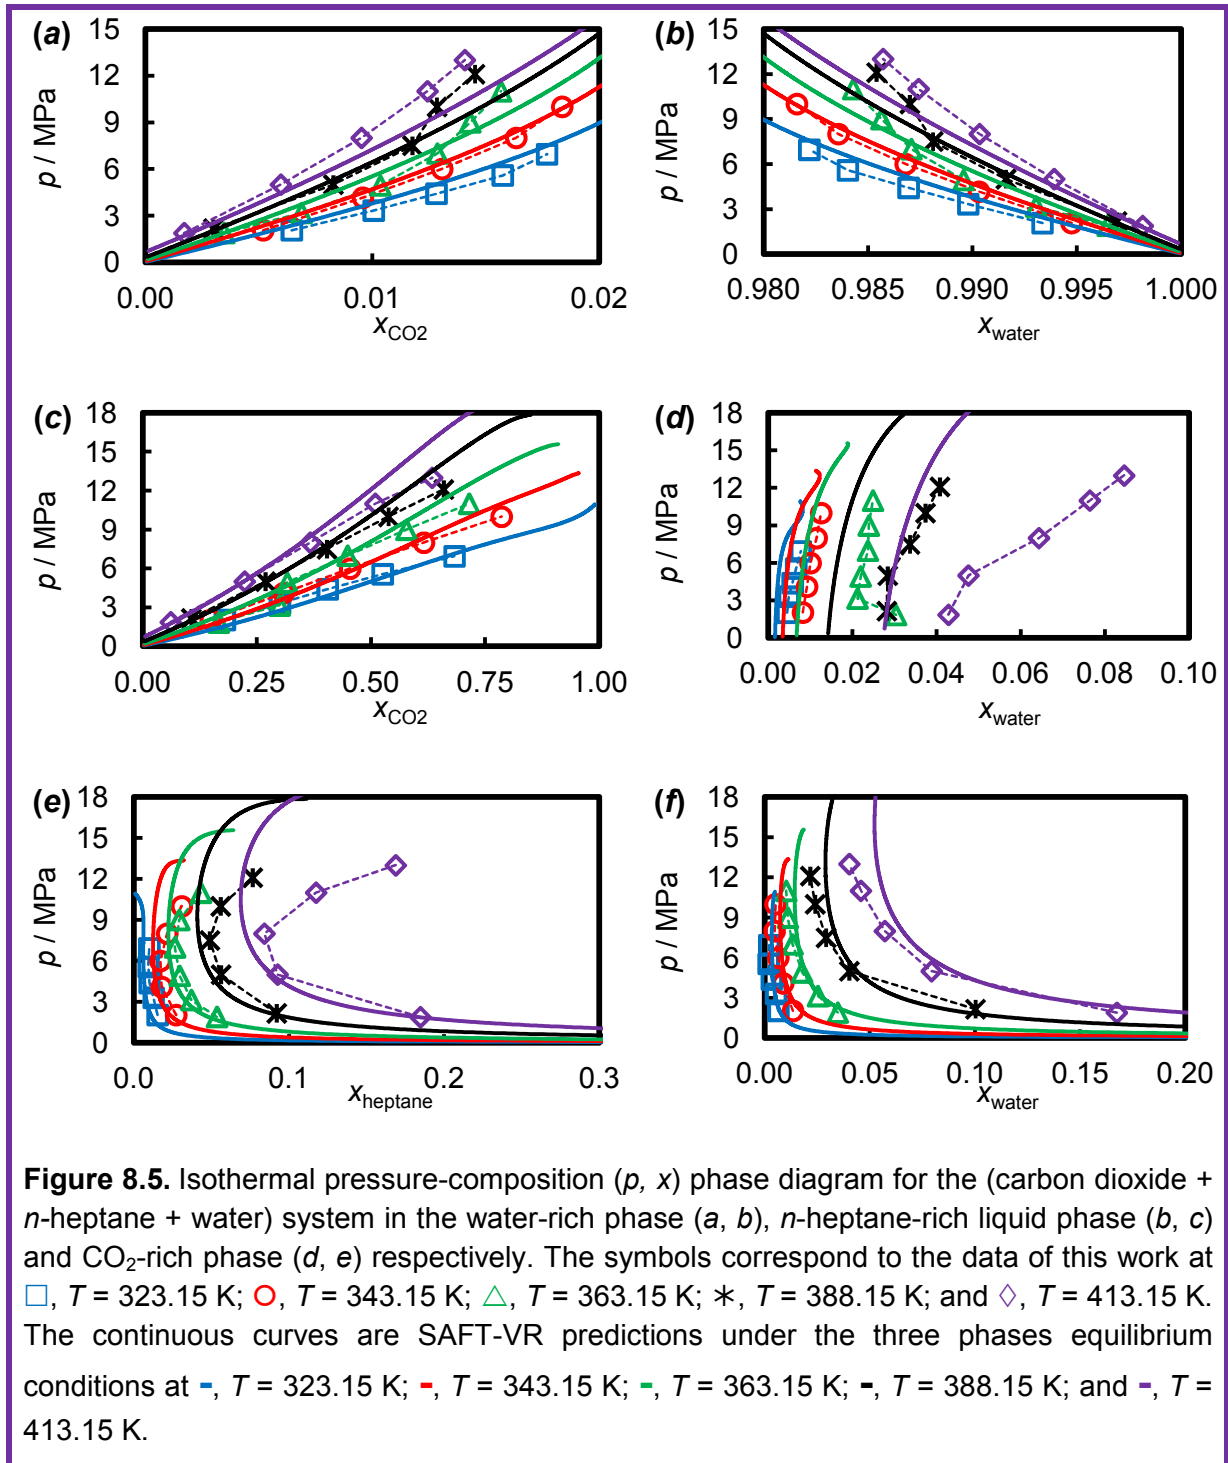 (a)
15
12
9
6
3
0
p / MPa
0.00
0.01
0.02
xCO2
(b)
15
12
9
6
3
0
p / MPa
0.980
0.985
0.990
0.995
1.000
xwater
(c)
18
15
12
9
6
3
0
p / MPa
0.00
0.25
0.50
0.75
1.00
xCO2
(d)
18
15
12
9
6
3
0
p / MPa
0.00
0.02
0.04
0.06
0.08
0.10
xwater
(e)
18
15
12
9
6
3
0
p / MPa
0.0
0.1
0.2
0.3
xheptane
(f)
18
15
12
9
6
3
0
p / MPa
0.00
0.05
0.10
0.15
0.20
xwater
Figure 8.5. Isothermal pressure-composition (p, x) phase diagram for the (carbon dioxide +
n-heptane + water) system in the water-rich phase (a, b), n-heptane-rich liquid phase (b, c)
and CO2-rich phase (d, e) respectively. The symbols correspond to the data of this work at
□, T = 323.15 K; ○, T = 343.15 K; △, T = 363.15 K; ✳, T = 388.15 K; and ◇, T = 413.15 K.
The continuous curves are SAFT-VR predictions under the three phases equilibrium
conditions at -, T = 323.15 K; -, T = 343.15 K; -, T = 363.15 K; -, T = 388.15 K; and -, T =
413.15 K.